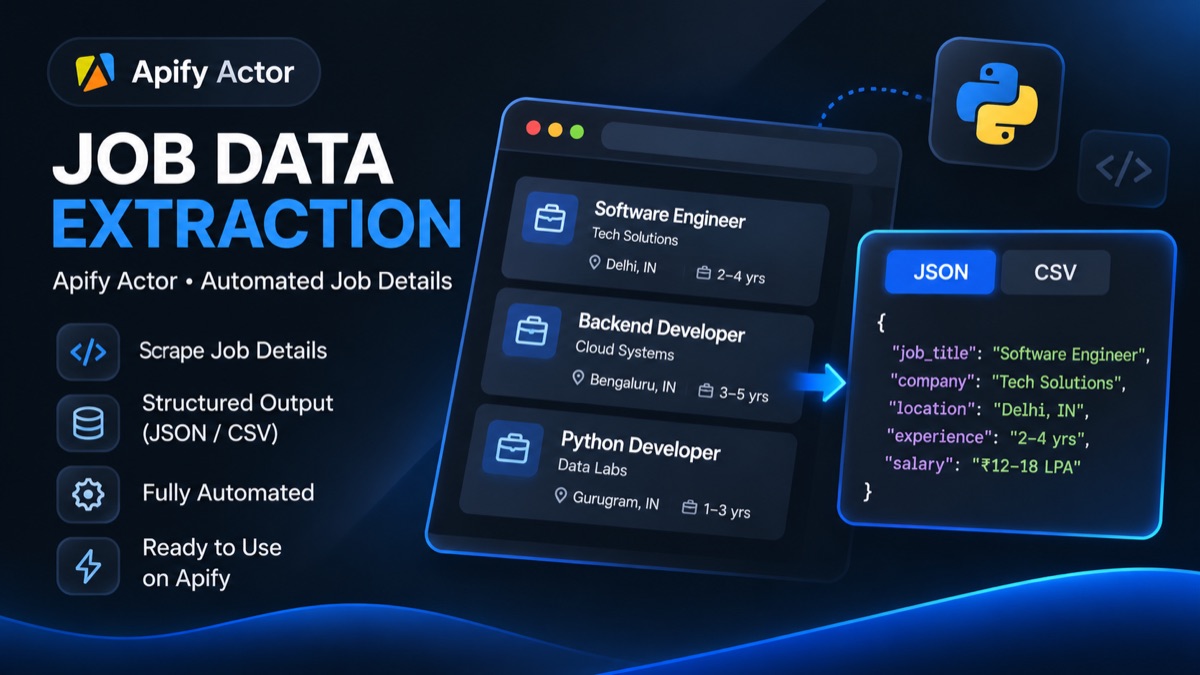 Apify Actor
JOB DATA
EXTRACTION
Apify Actor • Automated Job Details
</>
Scrape Job Details
Structured Output
(JSON / CSV)
Fully Automated
Ready to Use
on Apify
Software Engineer
Tech Solutions
Delhi, IN 2–4 yrs
Backend Developer
Cloud Systems
Bengaluru, IN 3–5 yrs
Python Developer
Data Labs
Gurugram, IN 1–3 yrs
</>
JSON CSV
{
"job_title": "Software Engineer",
"company": "Tech Solutions",
"location": "Delhi, IN",
"experience": "2–4 yrs",
"salary": "₹12–18 LPA"
}